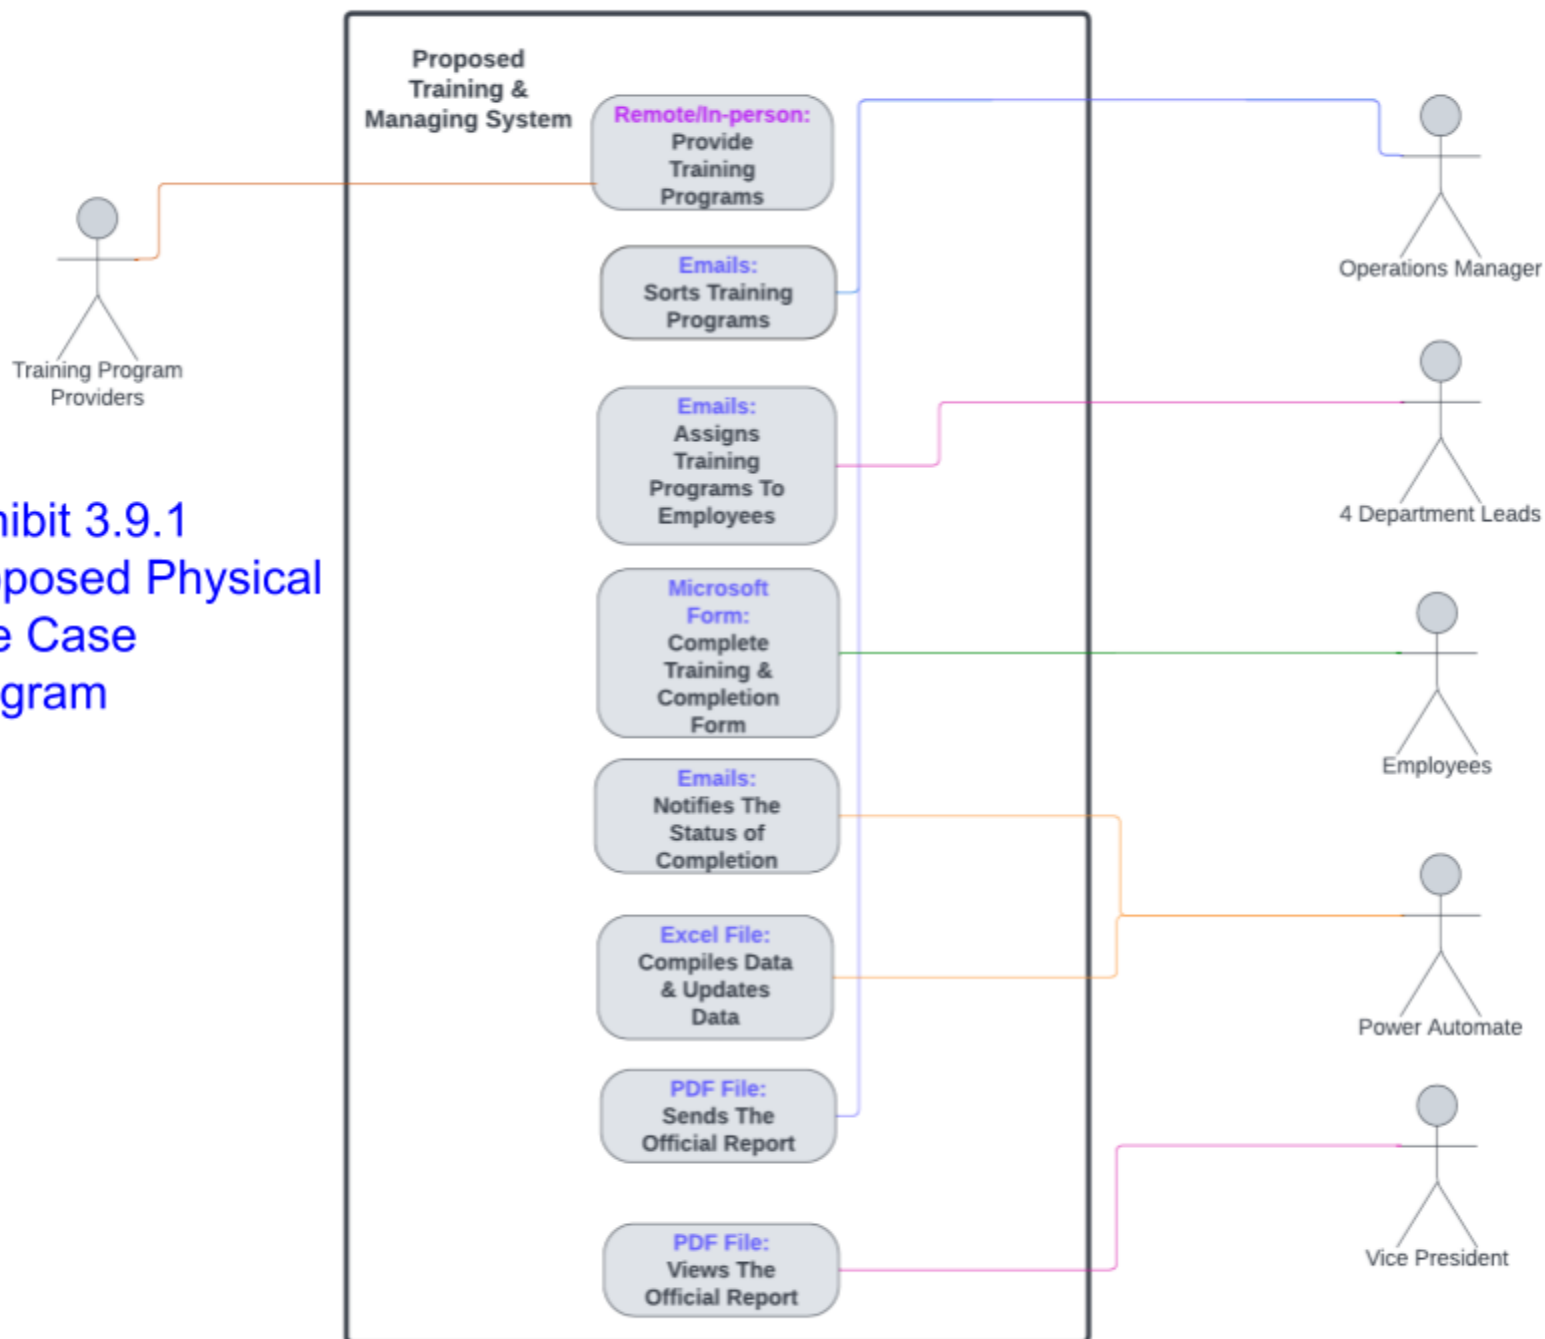 Proposed
Training &
Managing System
Remote/In-person:
Provide
Training
Programs
Emails:
Sorts Training
Programs
Emails:
Assigns
Training
Programs To
Employees
Microsoft
Form:
Complete
Training &
Completion
Form
Emails:
Notifies The
Status of
Completion
Excel File:
Compiles Data
& Updates
Data
PDF File:
Sends The
Official Report
PDF File:
Views The
Official Report
Training Program
Providers
hibit 3.9.1
posed Physical
e Case
gram
Operations Manager
4 Department Leads
Employees
Power Automate
Vice President